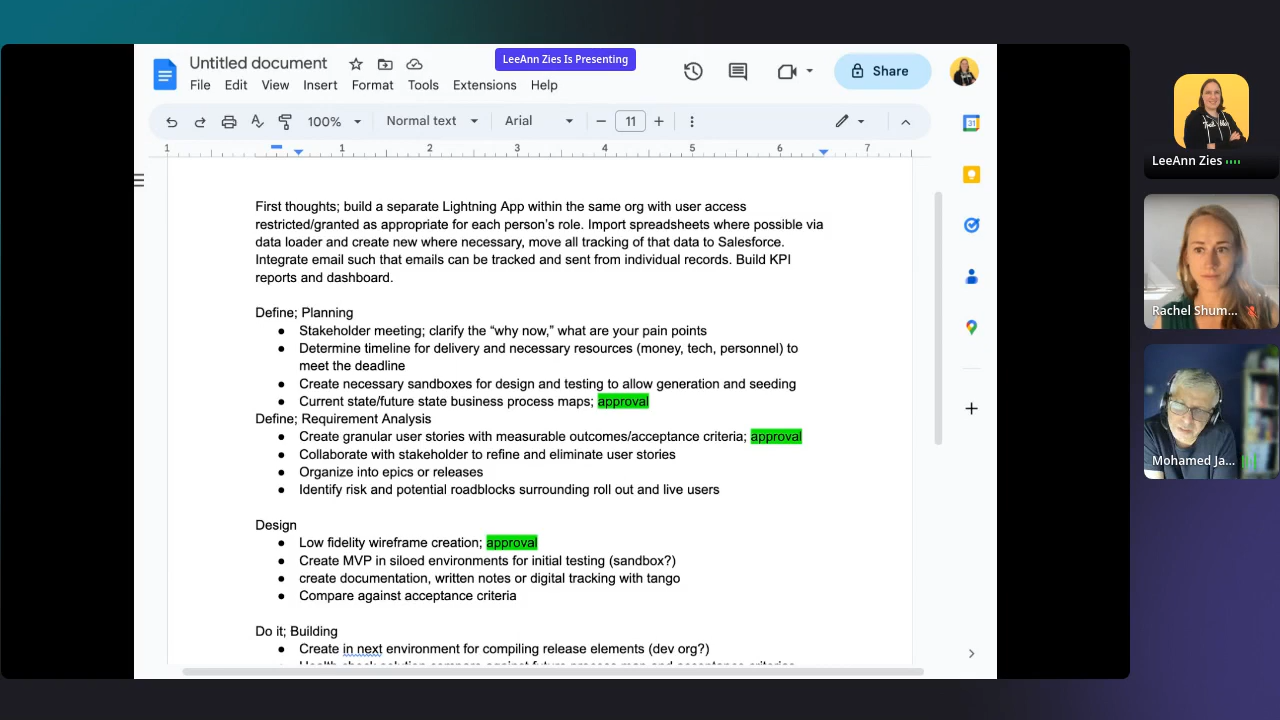 Untitled document
LeeAnn Zies Is Presenting
Share
File Edit View Insert Format Tools Extensions Help
100% Normal text Arial 11
1 1 2 3 4 5 6 7
31
First thoughts; build a separate Lightning App within the same org with user access
restricted/granted as appropriate for each person's role. Import spreadsheets where possible via
data loader and create new where necessary, move all tracking of that data to Salesforce.
Integrate email such that emails can be tracked and sent from individual records. Build KPI
reports and dashboard.
Define; Planning
● Stakeholder meeting; clarify the “why now,” what are your pain points
● Determine timeline for delivery and necessary resources (money, tech, personnel) to
meet the deadline
● Create necessary sandboxes for design and testing to allow generation and seeding
● Current state/future state business process maps; approval
Define; Requirement Analysis
● Create granular user stories with measurable outcomes/acceptance criteria; approval
● Collaborate with stakeholder to refine and eliminate user stories
● Organize into epics or releases
● Identify risk and potential roadblocks surrounding roll out and live users
Design
● Low fidelity wireframe creation; approval
● Create MVP in siloed environments for initial testing (sandbox?)
● create documentation, written notes or digital tracking with tango
● Compare against acceptance criteria
Do it; Building
● Create in next environment for compiling release elements (dev org?)
LeeAnn Zies
Rachel Shum...
Mohamed Ja...